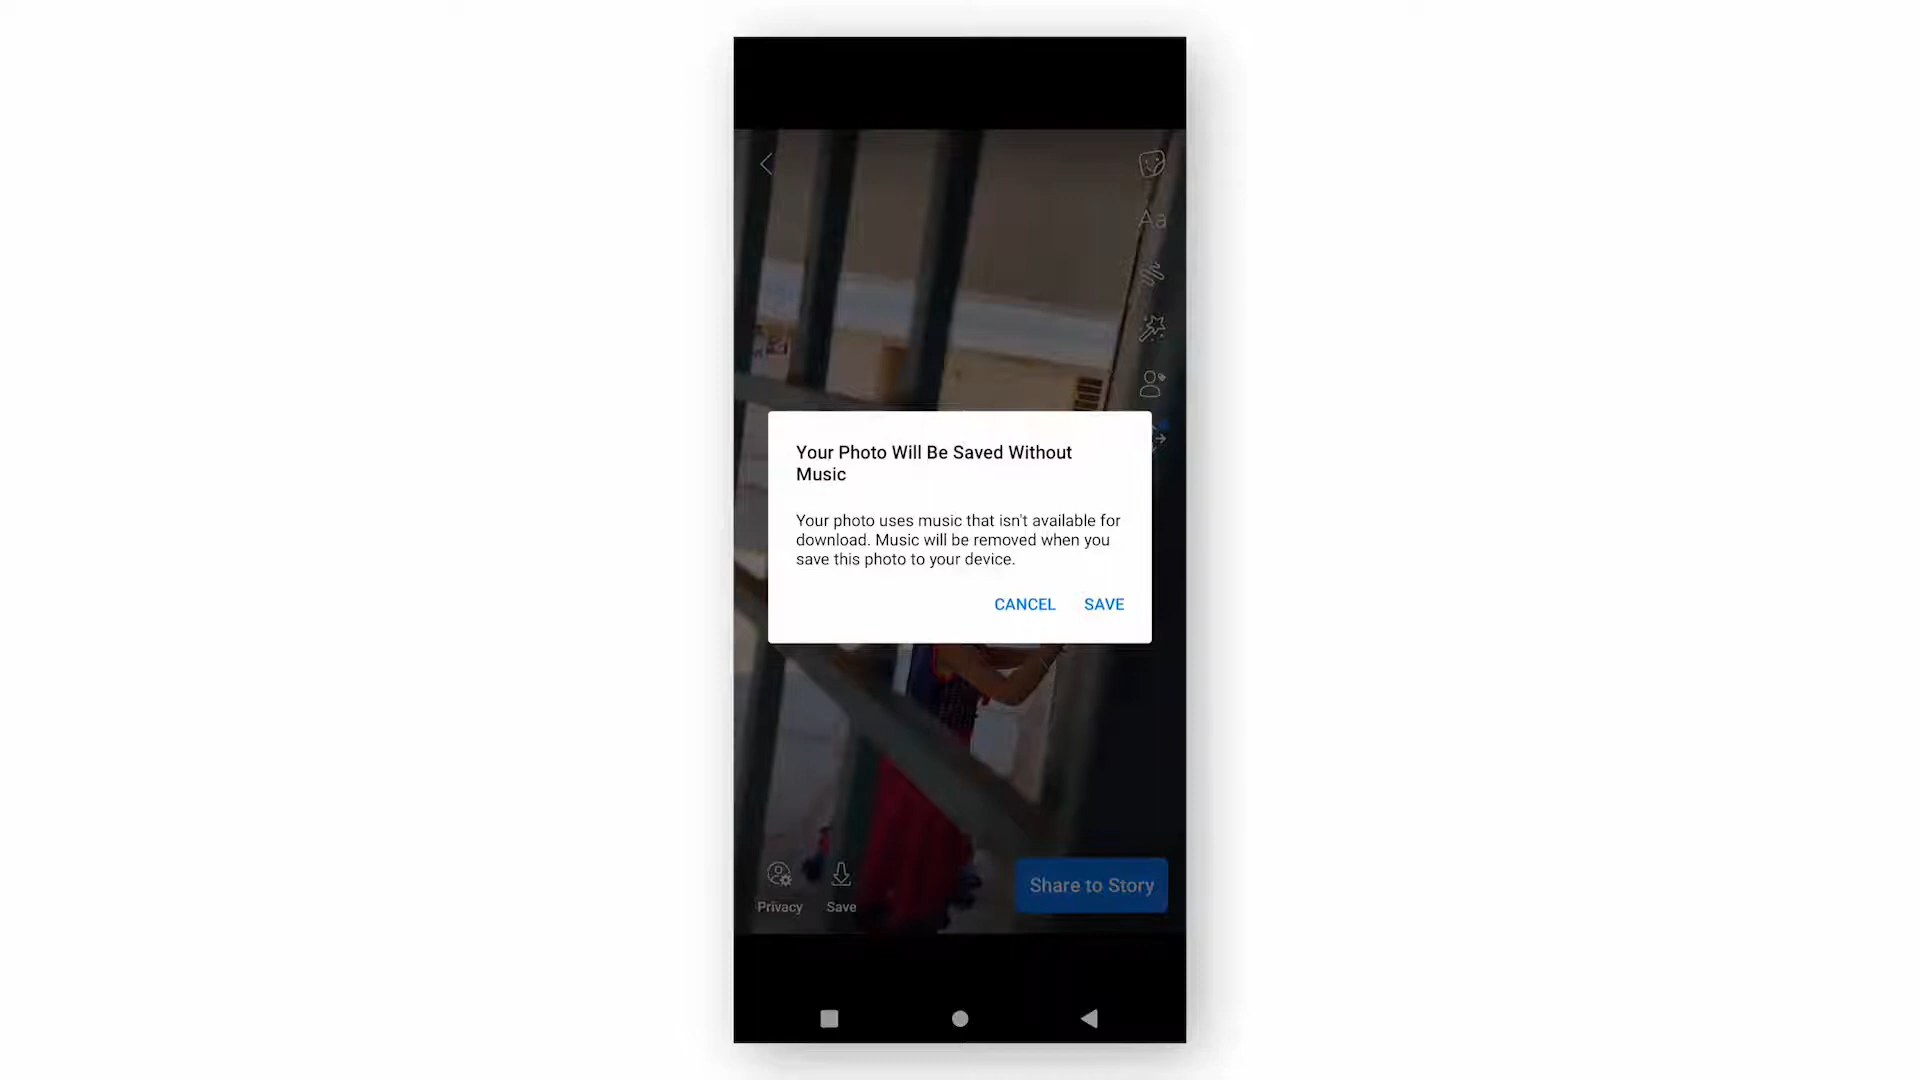 Aa
Your Photo Will Be Saved Without
Music
Your photo uses music that isn't available for
download. Music will be removed when you
save this photo to your device.
CANCEL SAVE
Share to Story
Privacy Save